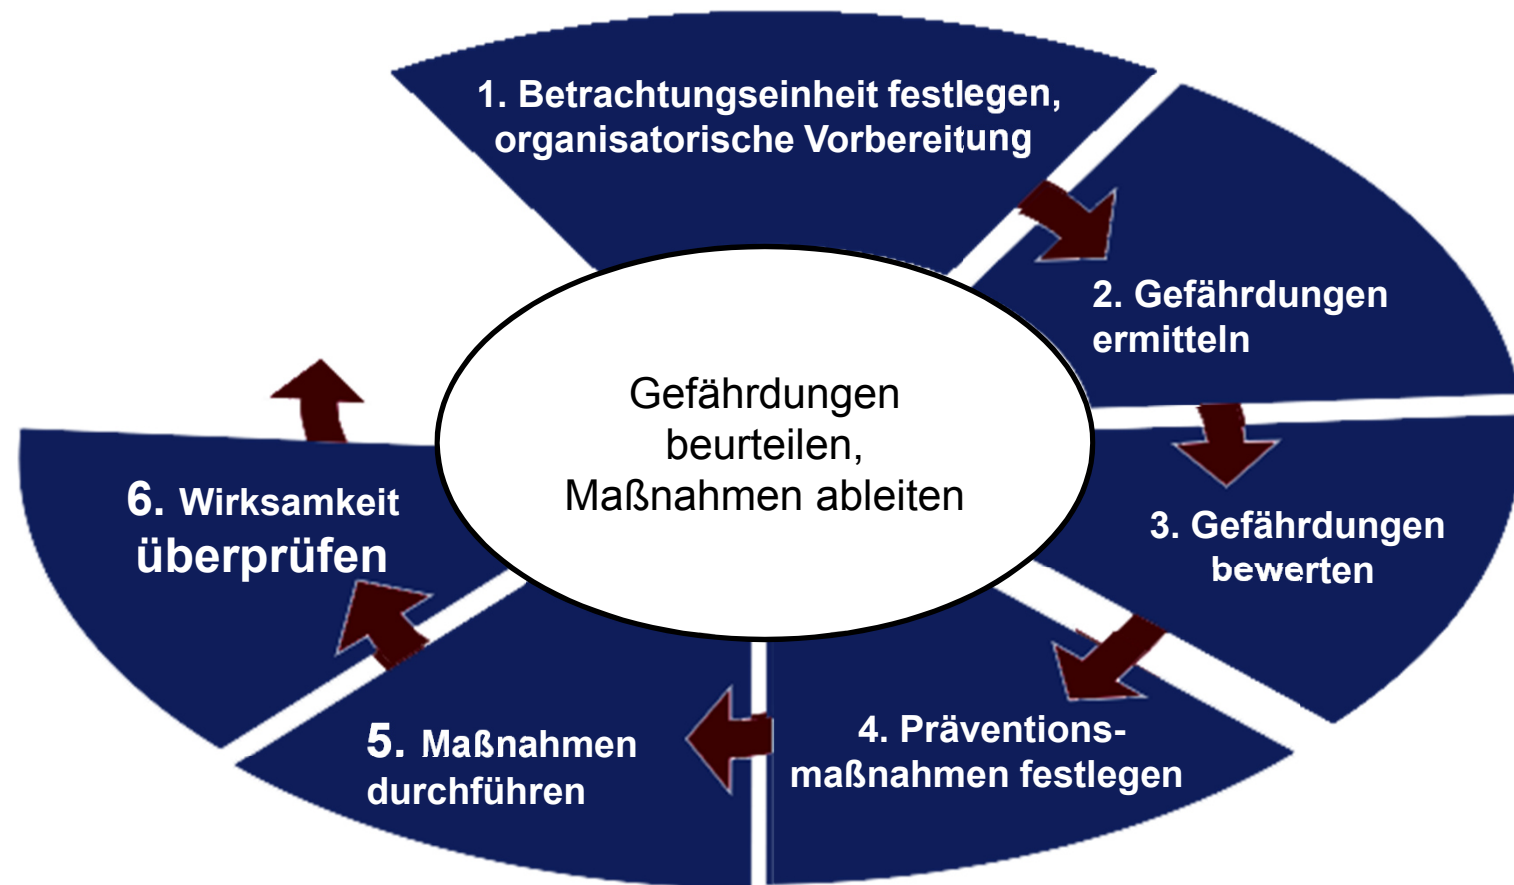 1. Betrachtungseinheit festlegen,
organisatorische Vorbereitung
2. Gefährdungen
ermitteln
3. Gefährdungen
bewerten
4. Präventions-
maßnahmen festlegen
5. Maßnahmen
durchführen
6. Wirksamkeit
überprüfen
Gefährdungen
beurteilen,
Maßnahmen ableiten